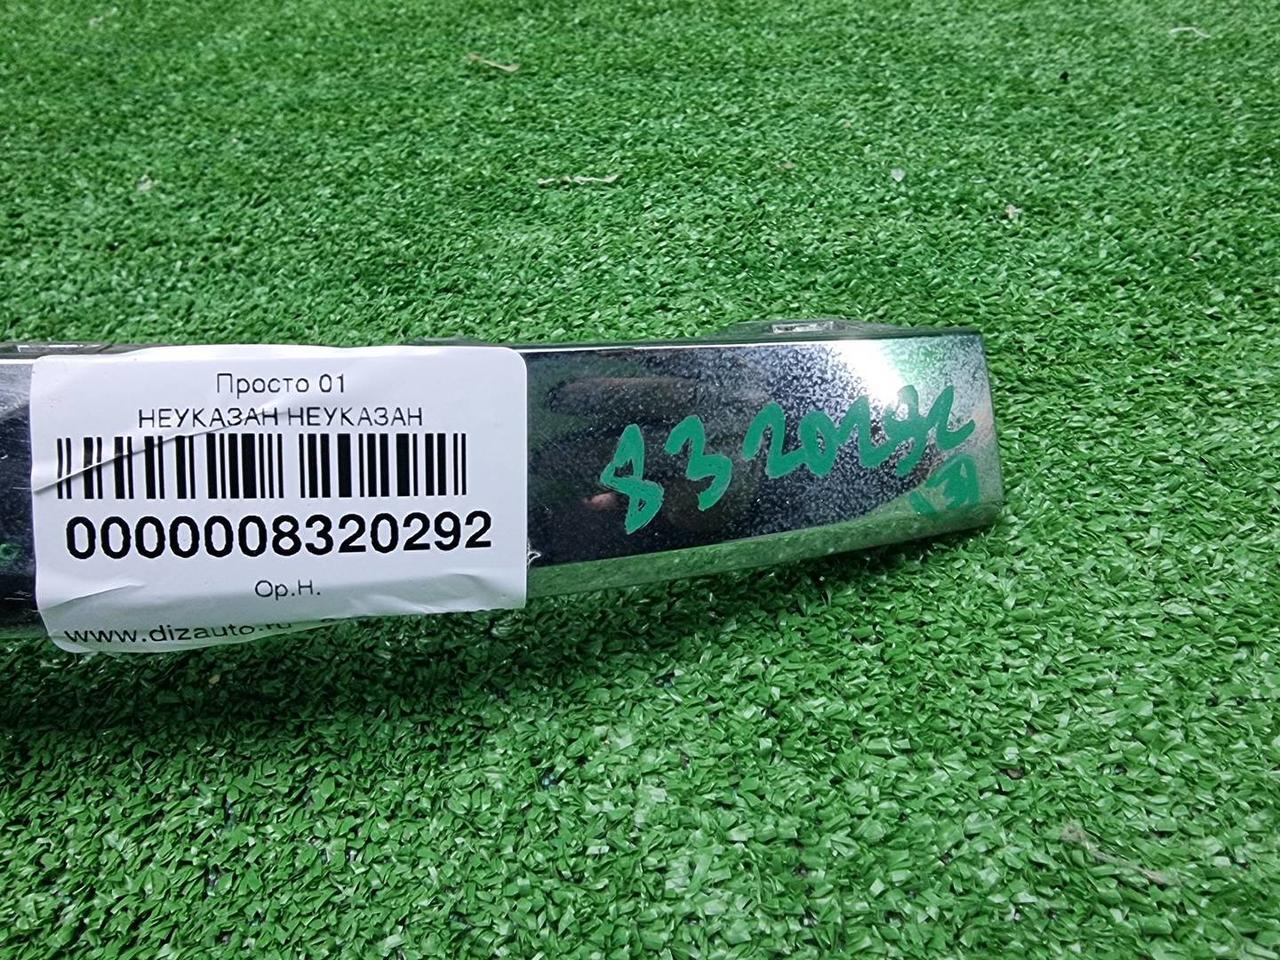 Просто 01
НЕУКАЗАН НЕУКАЗАН
0000008320292
Ор.Н.
www.dizauto.ru